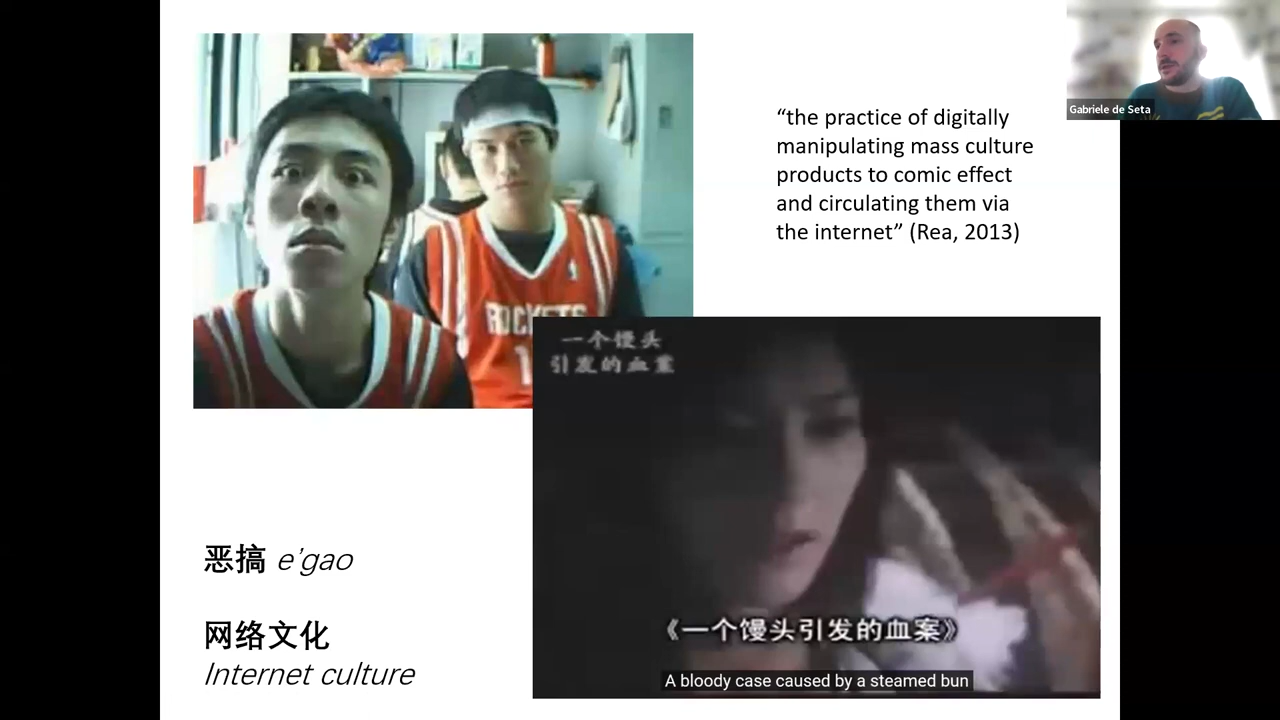 Gabriele de Seta
“the practice of digitally
manipulating mass culture
products to comic effect
and circulating them via
the internet” (Rea, 2013)
ROCKETS
1
一个馒头
引发的血案
恶搞 e’gao
网络文化
Internet culture
《一个馒头引发的血案》
A bloody case caused by a steamed bun